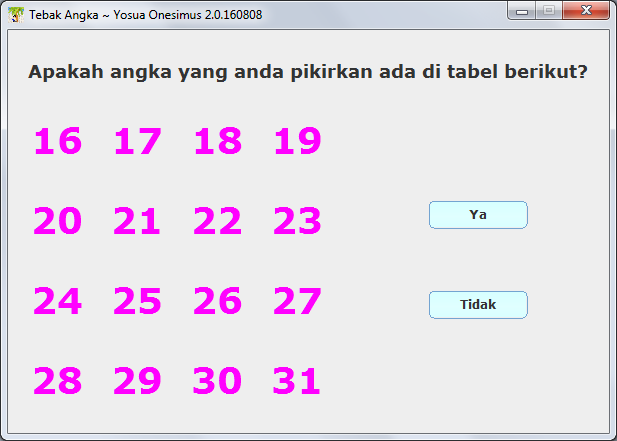 Tebak Angka ~ Yosua Onesimus 2.0.160808
Apakah angka yang anda pikirkan ada di tabel berikut?
16 17 18 19
20 21 22 23
24 25 26 27
28 29 30 31
Ya
Tidak